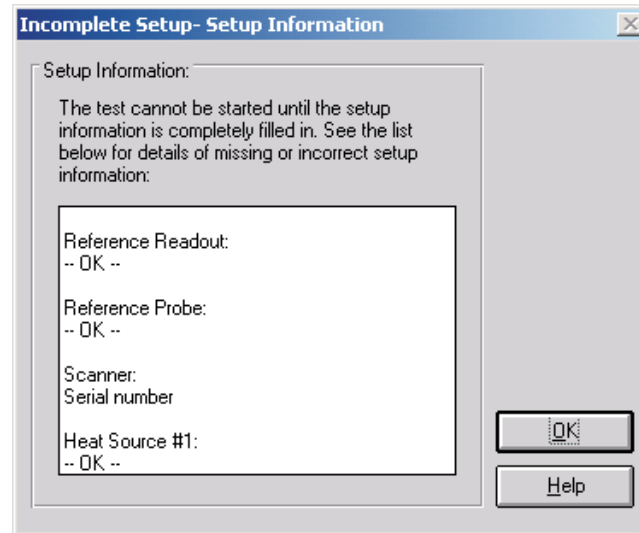 Incomplete Setup- Setup Information
Setup Information:
The test cannot be started until the setup
information is completely filled in. See the list
below for details of missing or incorrect setup
information:
Reference Readout:
-- OK --
Reference Probe:
-- OK --
Scanner:
Serial number
Heat Source #1:
-- OK --
OK
Help